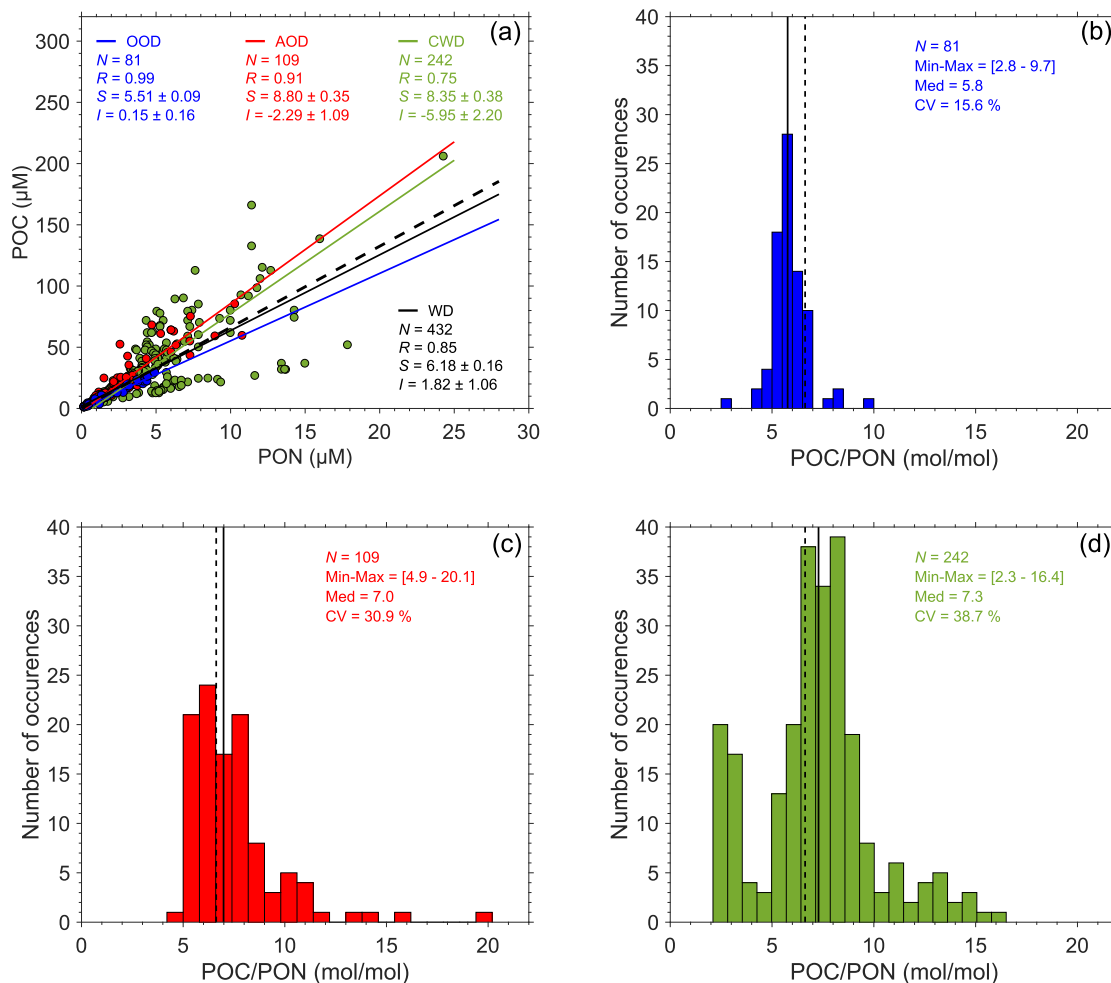 (a)
OOD AOD CWD
N = 81 N = 109 N = 242
R = 0.99 R = 0.91 R = 0.75
S = 5.51 ± 0.09 S = 8.80 ± 0.35 S = 8.35 ± 0.38
I = 0.15 ± 0.16 I = -2.29 ± 1.09 I = -5.95 ± 2.20
WD
N = 432
R = 0.85
S = 6.18 ± 0.16
I = 1.82 ± 1.06
300
250
200
150
100
50
0
POC (µM)
0 5 10 15 20 25 30
PON (µM)
(b)
N = 81
Min-Max = [2.8 - 9.7]
Med = 5.8
CV = 15.6 %
40
35
30
25
20
15
10
5
0
Number of occurences
0 5 10 15 20
POC/PON (mol/mol)
(c)
N = 109
Min-Max = [4.9 - 20.1]
Med = 7.0
CV = 30.9 %
40
35
30
25
20
15
10
5
0
Number of occurences
0 5 10 15 20
POC/PON (mol/mol)
(d)
N = 242
Min-Max = [2.3 - 16.4]
Med = 7.3
CV = 38.7 %
40
35
30
25
20
15
10
5
0
Number of occurences
0 5 10 15 20
POC/PON (mol/mol)